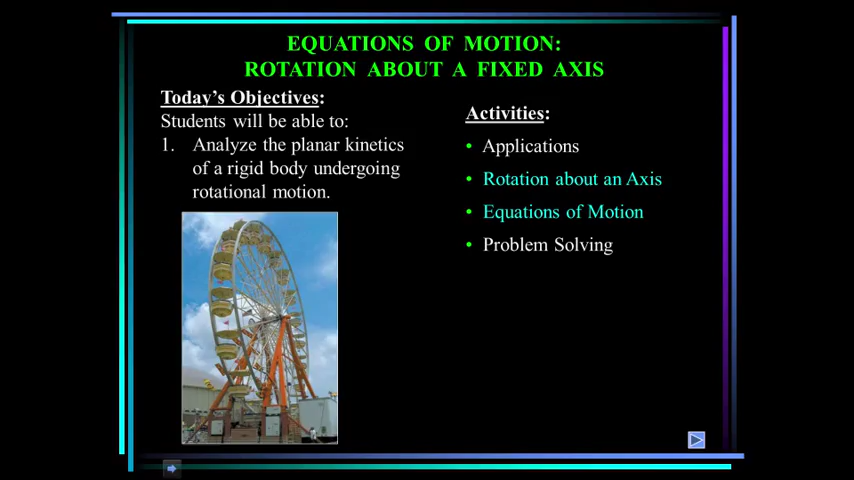 EQUATIONS OF MOTION:
ROTATION ABOUT A FIXED AXIS
Today's Objectives:
Students will be able to:
1. Analyze the planar kinetics
of a rigid body undergoing
rotational motion.
Activities:
• Applications
• Rotation about an Axis
• Equations of Motion
• Problem Solving